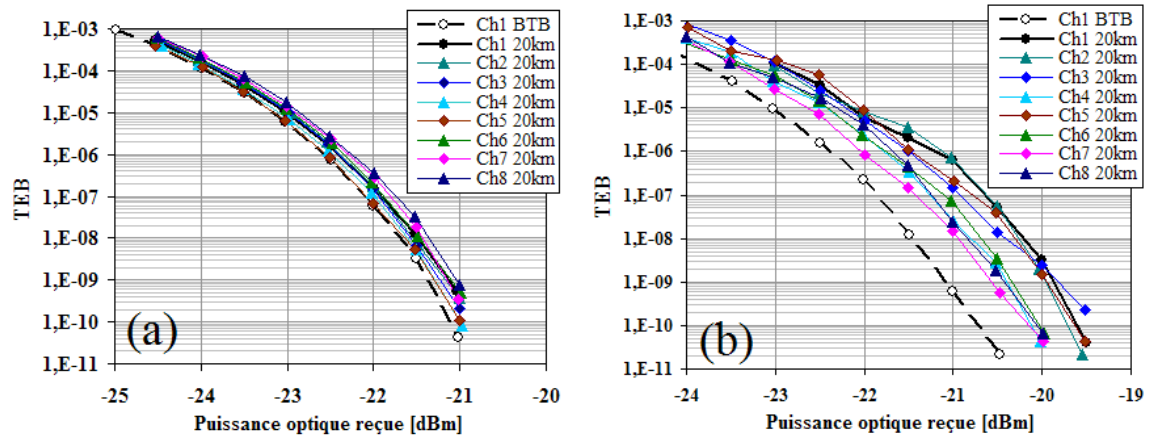 1,E-03
1,E-04
1,E-05
1,E-06
1,E-07
1,E-08
1,E-09
1,E-10
1,E-11
TEB
-25
-24
-23
-22
-21
-20
Puissance optique reçue [dBm]
(a)
Ch1 BTB
Ch1 20km
Ch2 20km
Ch3 20km
Ch4 20km
Ch5 20km
Ch6 20km
Ch7 20km
Ch8 20km
1,E-03
1,E-04
1,E-05
1,E-06
1,E-07
1,E-08
1,E-09
1,E-10
1,E-11
TEB
-24
-23
-22
-21
-20
-19
Puissance optique reçue [dBm]
(b)
Ch1 BTB
Ch1 20km
Ch2 20km
Ch3 20km
Ch4 20km
Ch5 20km
Ch6 20km
Ch7 20km
Ch8 20km